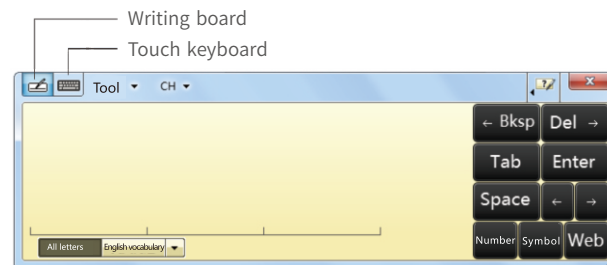 Writing board
Touch keyboard
Tool CH
← Bksp Del →
Tab Enter
Space ← →
Number Symbol Web
All letters English vocabulary